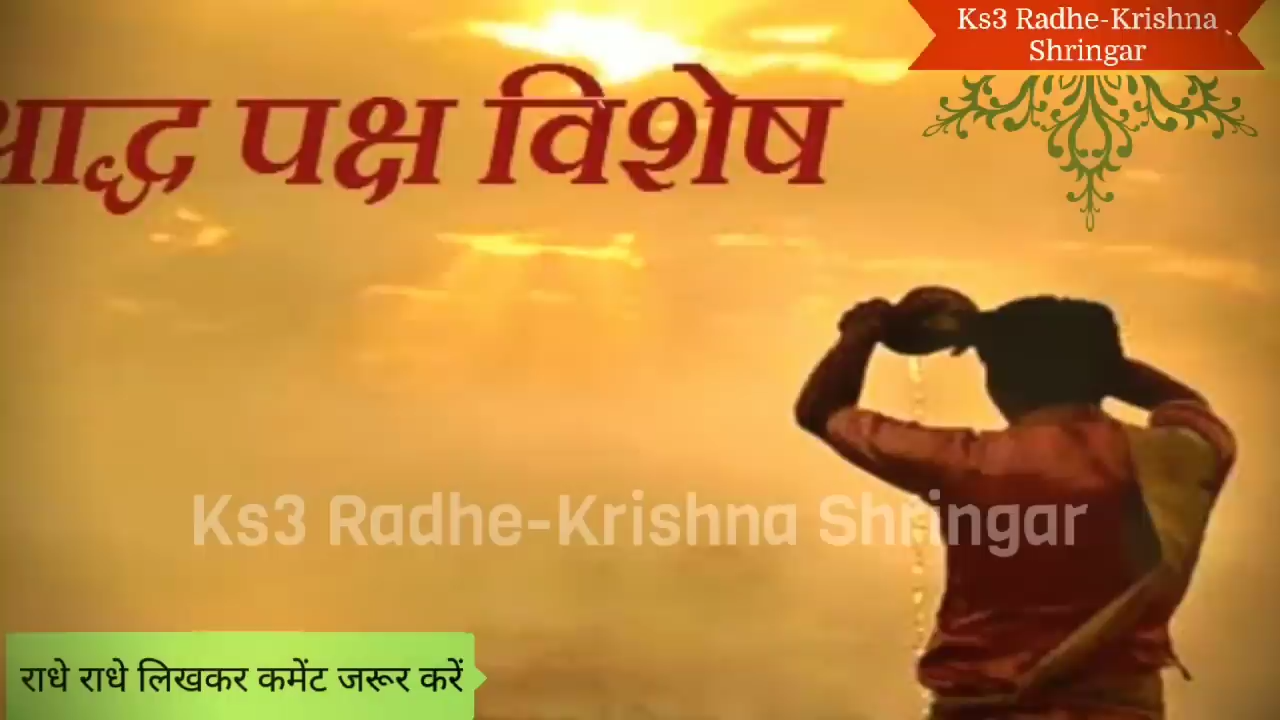 श्राद्ध पक्ष विशेष
Ks3 Radhe-Krishna
Shringar
Ks3 Radhe-Krishna Shringar
राधे राधे लिखकर कमेंट जरूर करें